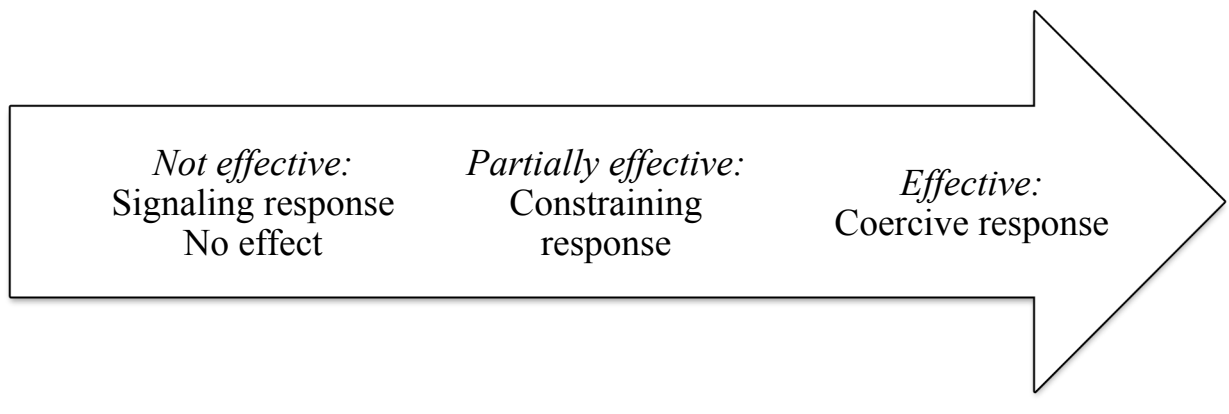 Not effective:
Signaling response
No effect
Partially effective:
Constraining
response
Effective:
Coercive response